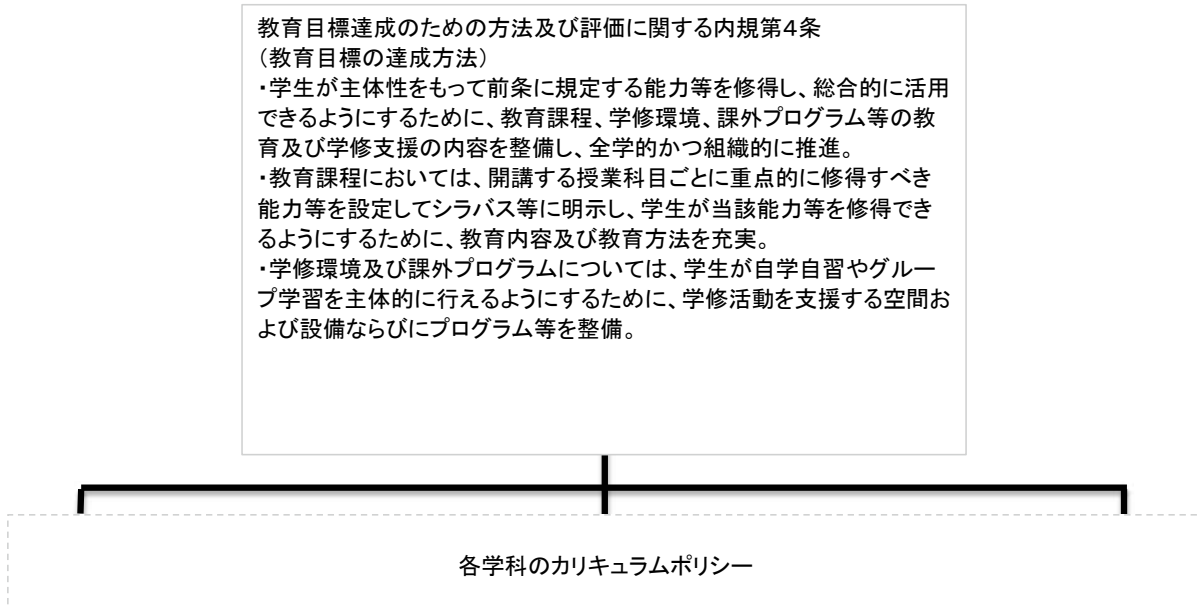 教育目標達成のための方法及び評価に関する内規第4条
(教育目標の達成方法)
・学生が主体性をもって前条に規定する能力等を修得し、総合的に活用
できるようにするために、教育課程、学修環境、課外プログラム等の教
育及び学修支援の内容を整備し、全学的かつ組織的に推進。
・教育課程においては、開講する授業科目ごとに重点的に修得すべき
能力等を設定してシラバス等に明示し、学生が当該能力等を修得でき
るようにするために、教育内容及び教育方法を充実。
・学修環境及び課外プログラムについては、学生が自学自習やグルー
プ学習を主体的に行えるようにするために、学修活動を支援する空間お
よび設備ならびにプログラム等を整備。
各学科のカリキュラムポリシー